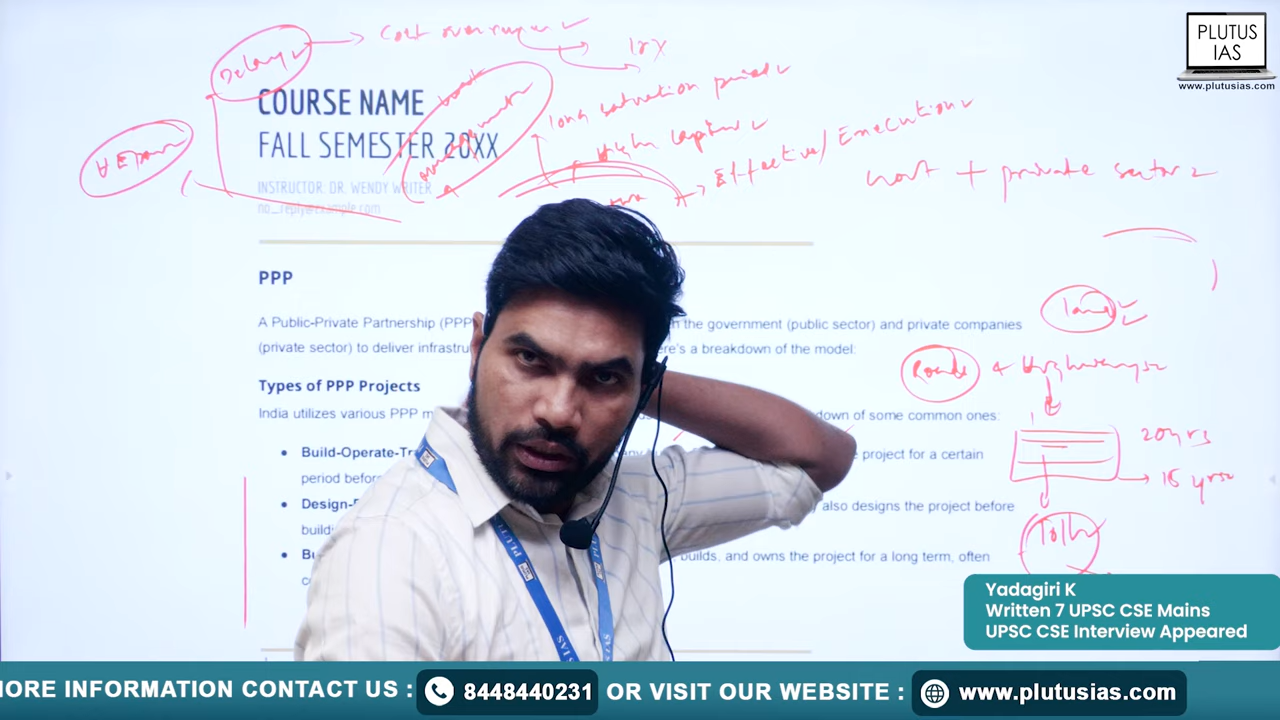 PLUTUS
IAS
www.plutusias.com
Delay
Cost overrun
long gestation period
High capital
Effective/Execution
Govt + private sector
COURSE NAME
FALL SEMESTER 20XX
INSTRUCTOR: DR. WENDY WRITER
no_reply@example.com
PPP
A Public-Private Partnership (PPP the government (public sector) and private companies
(private sector) to deliver infrastru ere's a breakdown of the model:
Types of PPP Projects
India utilizes various PPP m down of some common ones:
Build-Operate-Tra project for a certain
period before
Design- also designs the project before
buildi
Bu builds, and owns the project for a long term, often
Land
Roads & Highways
20 yrs
15 yrs
Toll
PLUTUS IAS
Yadagiri K
Written 7 UPSC CSE Mains
UPSC CSE Interview Appeared
MORE INFORMATION CONTACT US : 8448440231 OR VISIT OUR WEBSITE : www.plutusias.com